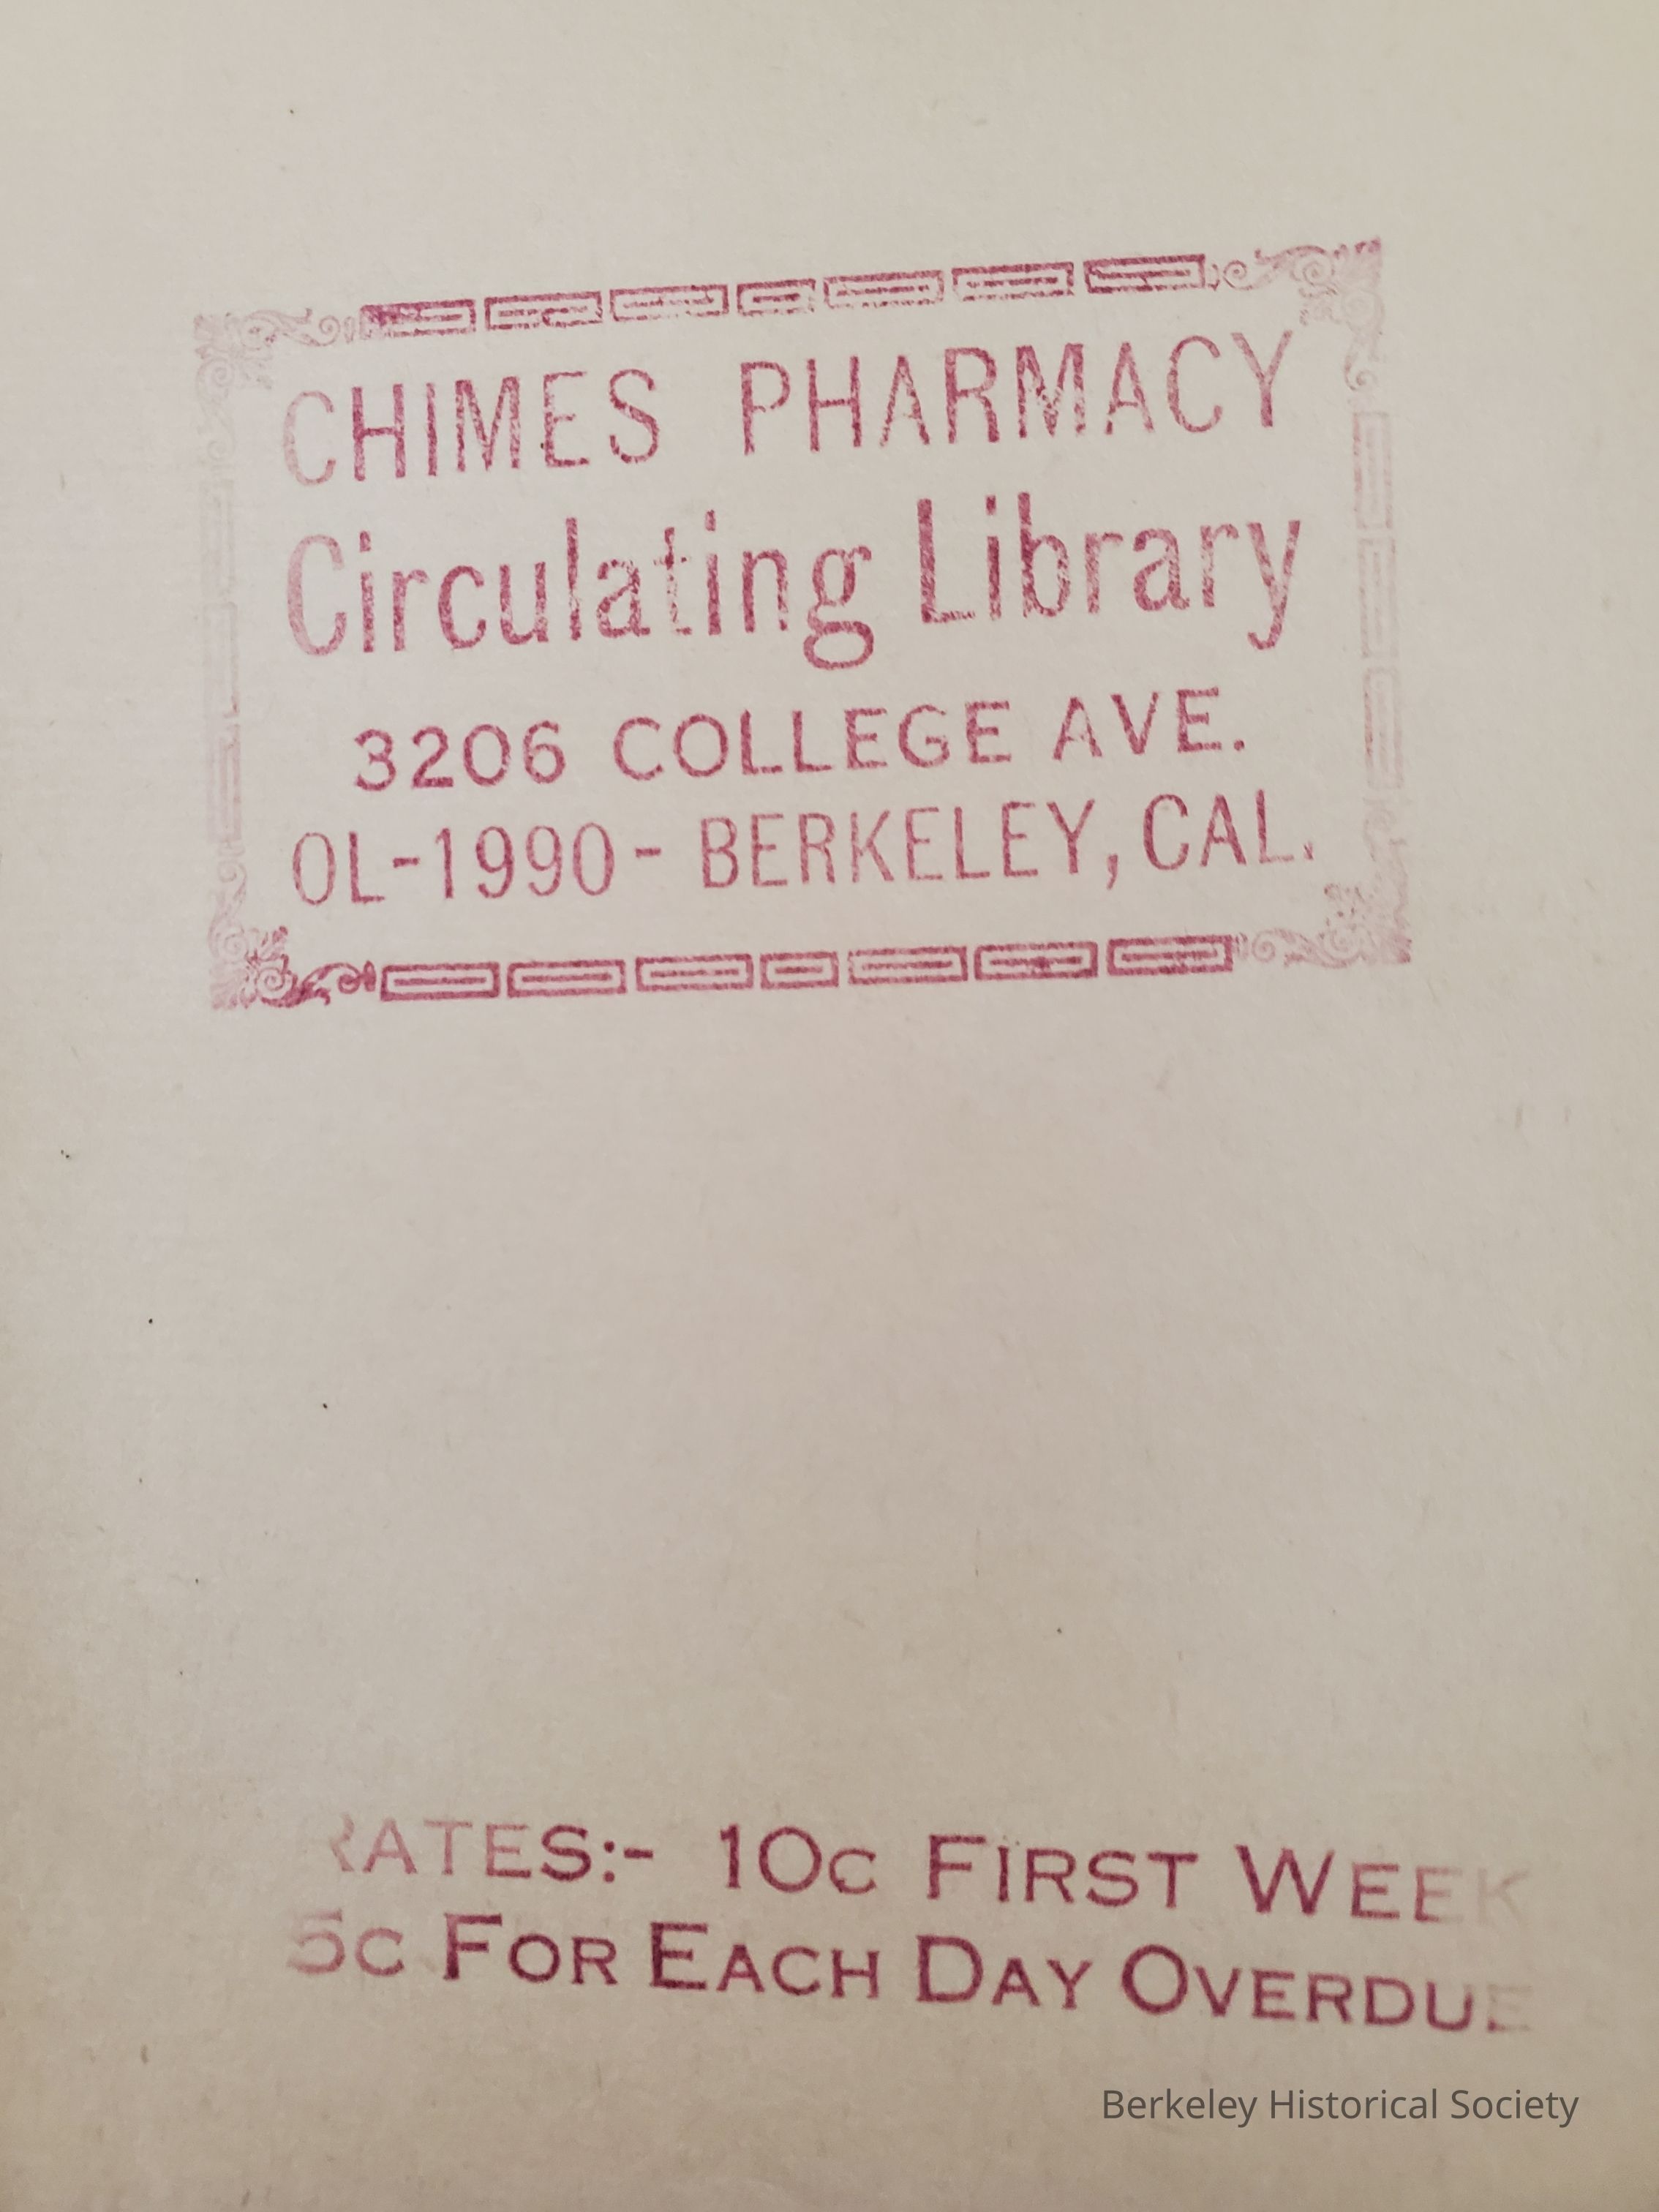 CHIMES PHARMACY
Circulating Library
3206 COLLEGE AVE.
OL-1990- BERKELEY, CAL.
RATES:- 10c FIRST WEEK
5c FOR EACH DAY OVERDUE
Berkeley Historical Society